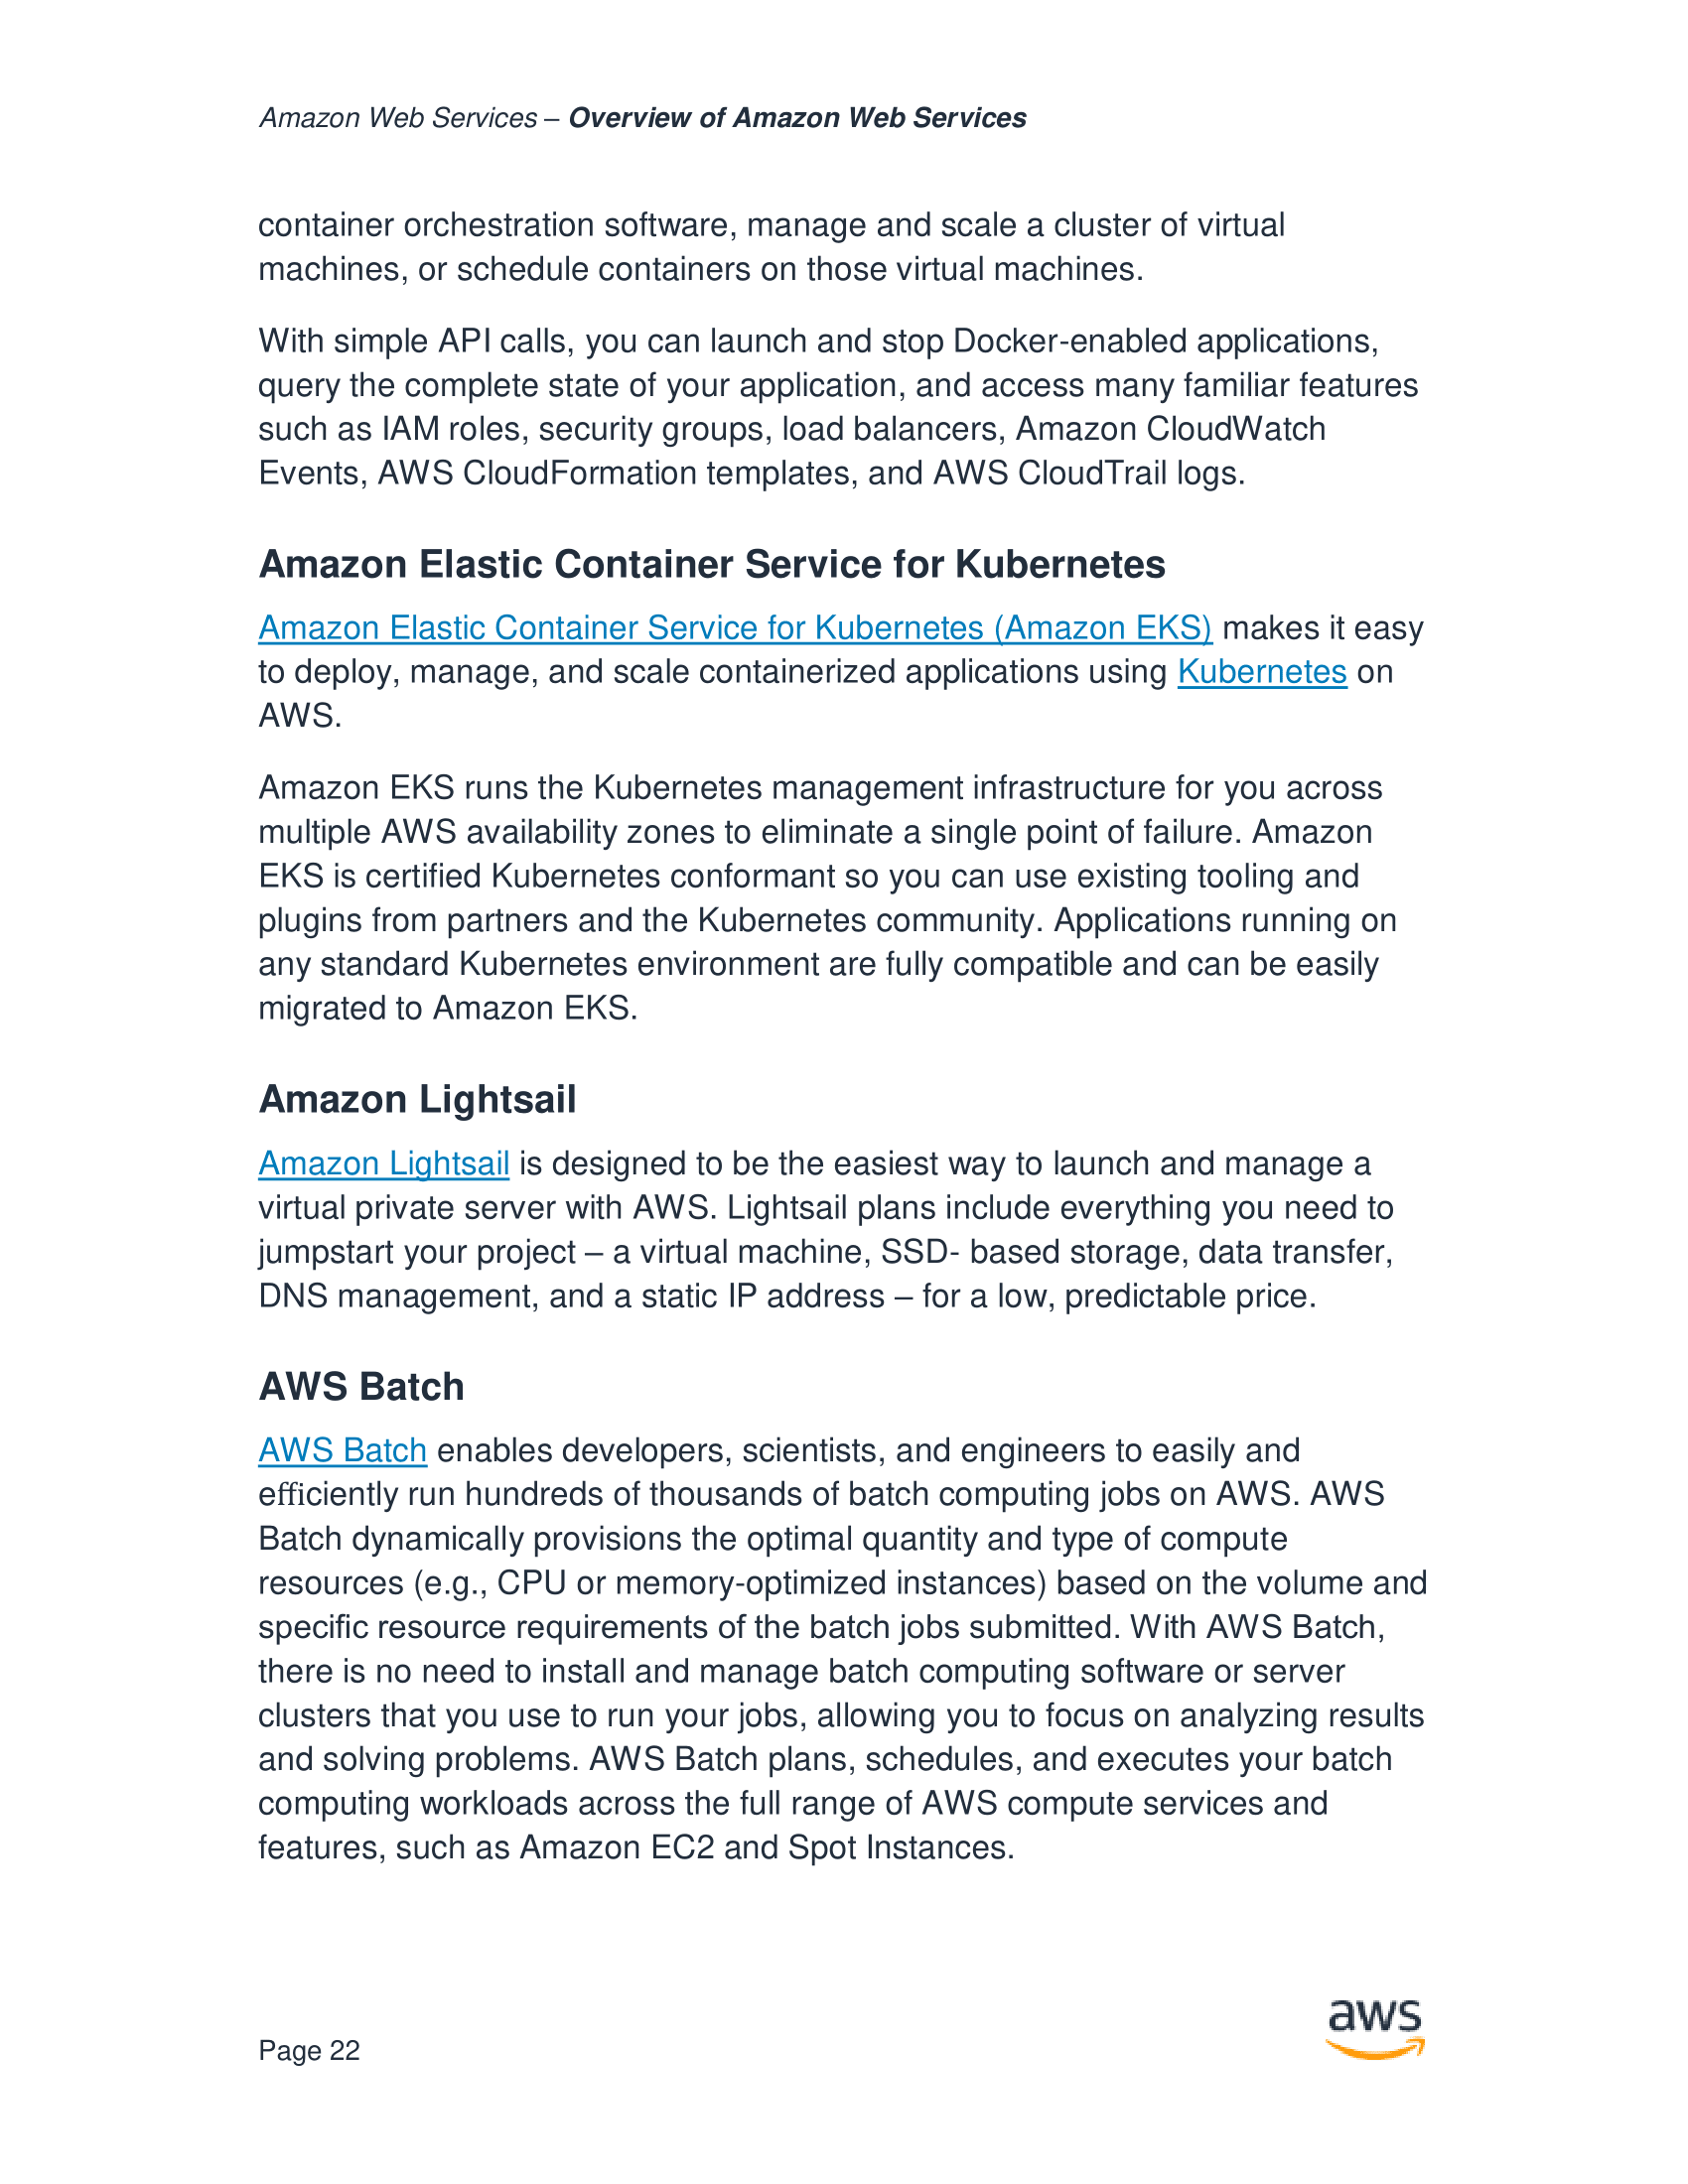 Amazon Web Services – Overview of Amazon Web Services
container orchestration software, manage and scale a cluster of virtual
machines, or schedule containers on those virtual machines.
With simple API calls, you can launch and stop Docker-enabled applications,
query the complete state of your application, and access many familiar features
such as IAM roles, security groups, load balancers, Amazon CloudWatch
Events, AWS CloudFormation templates, and AWS CloudTrail logs.
Amazon Elastic Container Service for Kubernetes
Amazon Elastic Container Service for Kubernetes (Amazon EKS) makes it easy
to deploy, manage, and scale containerized applications using Kubernetes on
AWS.
Amazon EKS runs the Kubernetes management infrastructure for you across
multiple AWS availability zones to eliminate a single point of failure. Amazon
EKS is certified Kubernetes conformant so you can use existing tooling and
plugins from partners and the Kubernetes community. Applications running on
any standard Kubernetes environment are fully compatible and can be easily
migrated to Amazon EKS.
Amazon Lightsail
Amazon Lightsail is designed to be the easiest way to launch and manage a
virtual private server with AWS. Lightsail plans include everything you need to
jumpstart your project – a virtual machine, SSD- based storage, data transfer,
DNS management, and a static IP address – for a low, predictable price.
AWS Batch
AWS Batch enables developers, scientists, and engineers to easily and
efficiently run hundreds of thousands of batch computing jobs on AWS. AWS
Batch dynamically provisions the optimal quantity and type of compute
resources (e.g., CPU or memory-optimized instances) based on the volume and
specific resource requirements of the batch jobs submitted. With AWS Batch,
there is no need to install and manage batch computing software or server
clusters that you use to run your jobs, allowing you to focus on analyzing results
and solving problems. AWS Batch plans, schedules, and executes your batch
computing workloads across the full range of AWS compute services and
features, such as Amazon EC2 and Spot Instances.
aws
Page 22